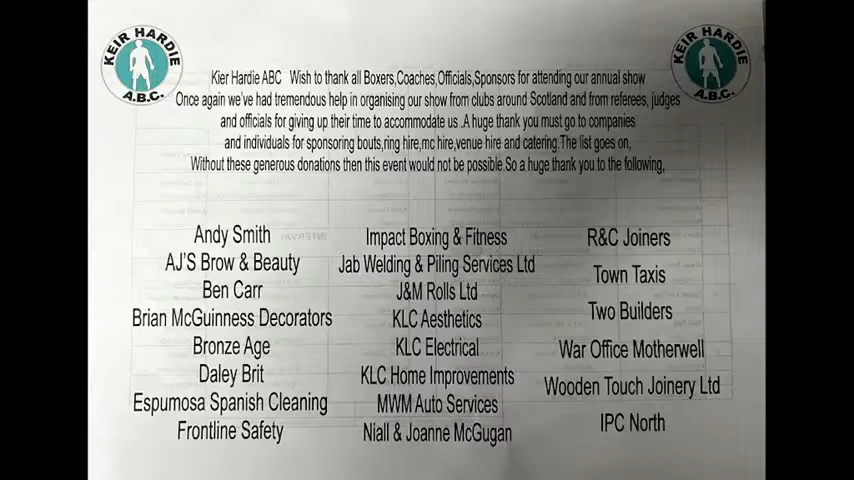 KEIR HARDIE
A.B.C.
KEIR HARDIE
A.B.C.
Kier Hardie ABC Wish to thank all Boxers,Coaches,Officials,Sponsors for attending our annual show
Once again we've had tremendous help in organising our show from clubs around Scotland and from referees, judges
and officials for giving up their time to accommodate us .A huge thank you must go to companies
and individuals for sponsoring bouts,ring hire,mc hire,venue hire and catering.The list goes on,
Without these generous donations then this event would not be possible.So a huge thank you to the following,
Andy Smith
AJ'S Brow & Beauty
Ben Carr
Brian McGuinness Decorators
Bronze Age
Daley Brit
Espumosa Spanish Cleaning
Frontline Safety
Impact Boxing & Fitness
Jab Welding & Piling Services Ltd
J&M Rolls Ltd
KLC Aesthetics
KLC Electrical
KLC Home Improvements
MWM Auto Services
Niall & Joanne McGugan
R&C Joiners
Town Taxis
Two Builders
War Office Motherwell
Wooden Touch Joinery Ltd
IPC North